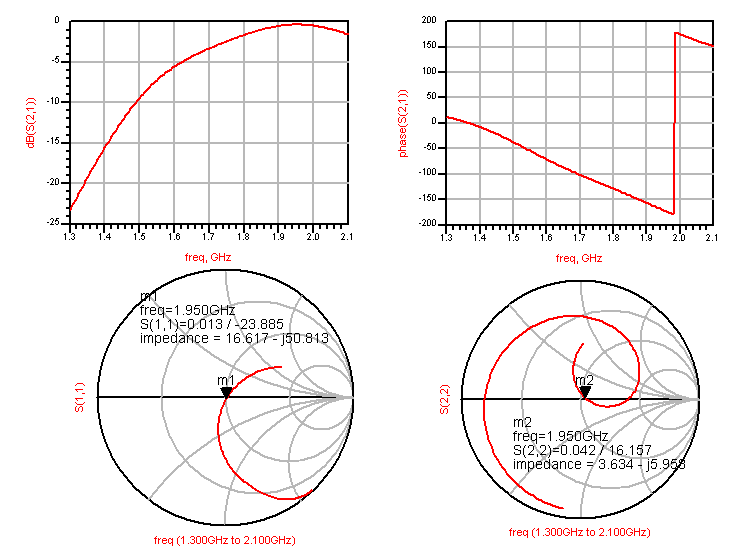 0
-5
-10
-15
-20
-25
dB(S(2,1))
1.3 1.4 1.5 1.6 1.7 1.8 1.9 2.0 2.1
freq, GHz
200
150
100
50
0
-50
-100
-150
-200
phase(S(2,1))
1.3 1.4 1.5 1.6 1.7 1.8 1.9 2.0 2.1
freq, GHz
m1
freq=1.950GHz
S(1,1)=0.013 / -23.885
impedance = 16.617 - j50.813
m1
S(1,1)
freq (1.300GHz to 2.100GHz)
m2
S(2,2)
m2
freq=1.950GHz
S(2,2)=0.042 / 16.157
impedance = 3.634 - j5.958
freq (1.300GHz to 2.100GHz)